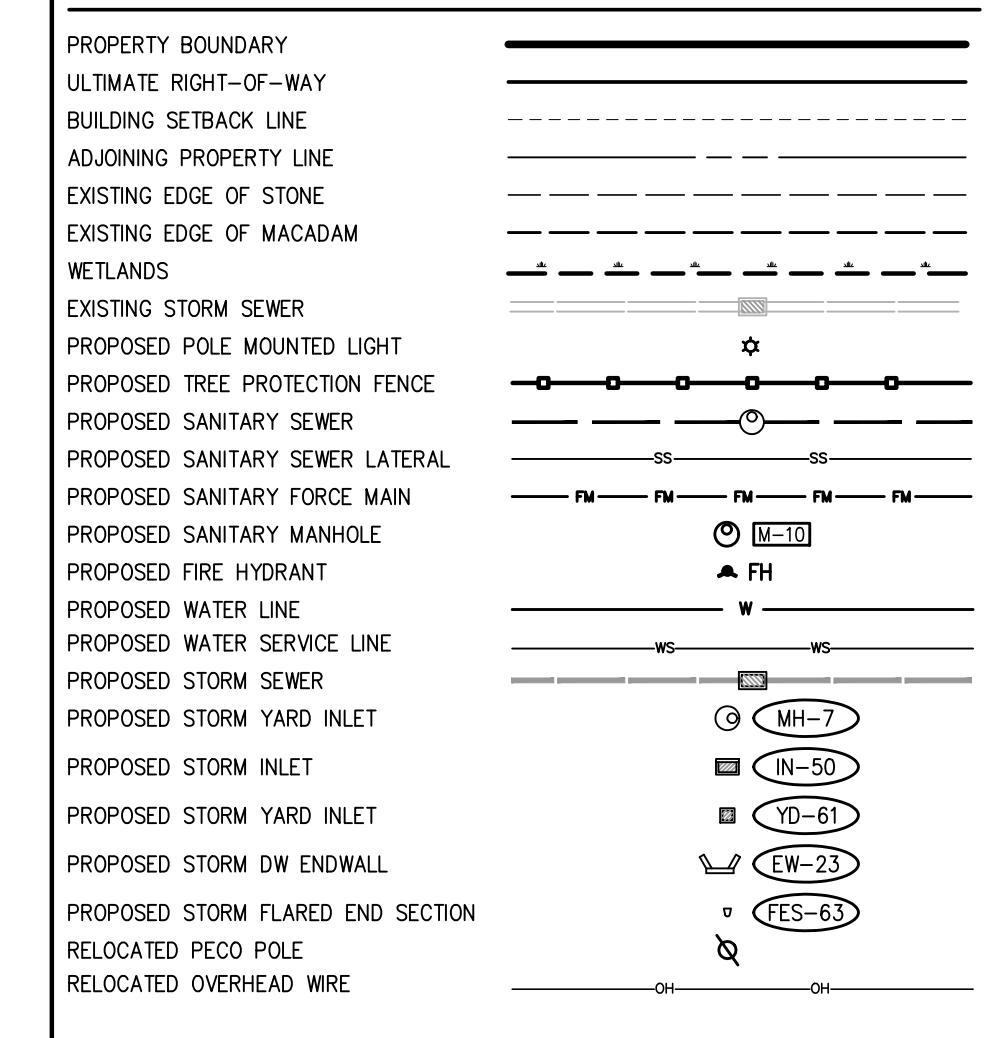 PROPERTY BOUNDARY
ULTIMATE RIGHT-OF-WAY
BUILDING SETBACK LINE
ADJOINING PROPERTY LINE
EXISTING EDGE OF STONE
EXISTING EDGE OF MACADAM
WETLANDS
EXISTING STORM SEWER
PROPOSED POLE MOUNTED LIGHT
PROPOSED TREE PROTECTION FENCE
PROPOSED SANITARY SEWER
PROPOSED SANITARY SEWER LATERAL SS SS
PROPOSED SANITARY FORCE MAIN FM FM FM FM FM
PROPOSED SANITARY MANHOLE M-10
PROPOSED FIRE HYDRANT FH
PROPOSED WATER LINE W
PROPOSED WATER SERVICE LINE WS WS
PROPOSED STORM SEWER
PROPOSED STORM YARD INLET MH-7
PROPOSED STORM INLET IN-50
PROPOSED STORM YARD INLET YD-61
PROPOSED STORM DW ENDWALL EW-23
PROPOSED STORM FLARED END SECTION FES-63
RELOCATED PECO POLE
RELOCATED OVERHEAD WIRE OH OH